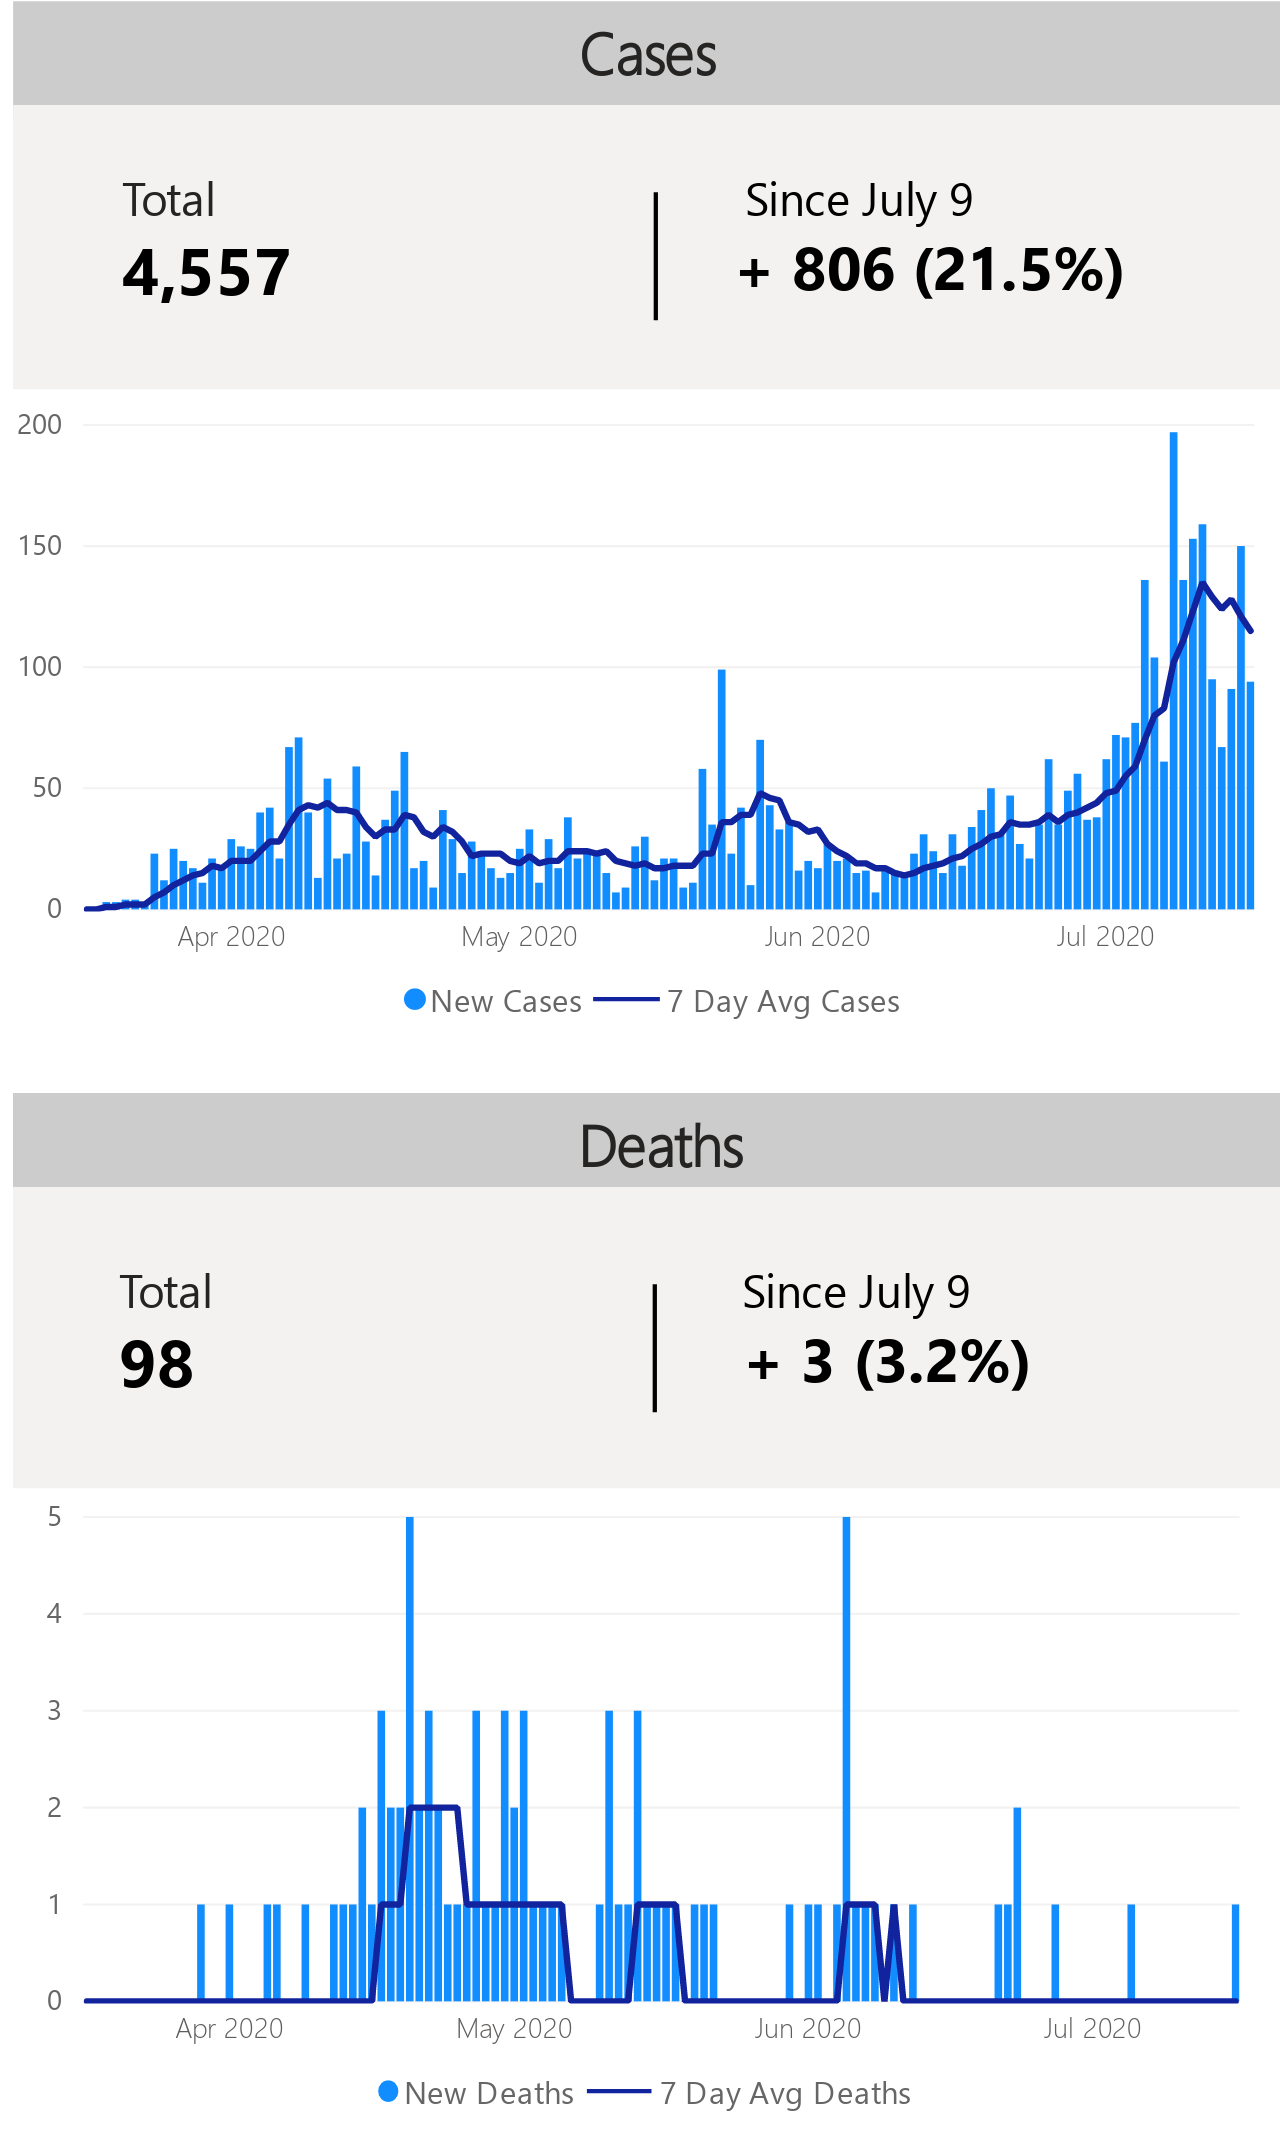 Cases
Total
Since July 9
4,557
+ 806 (21.5%)
200
150
100
50
0
Apr 2020
May 2020
Jun 2020
Jul 2020
New Cases
7 Day Avg Cases
Deaths
Total
Since July 9
98
+ 3 (3.2%)
5
4
3
2
1
0
Apr 2020
May 2020
Jun 2020
Jul 2020
New Deaths
7 Day Avg Deaths